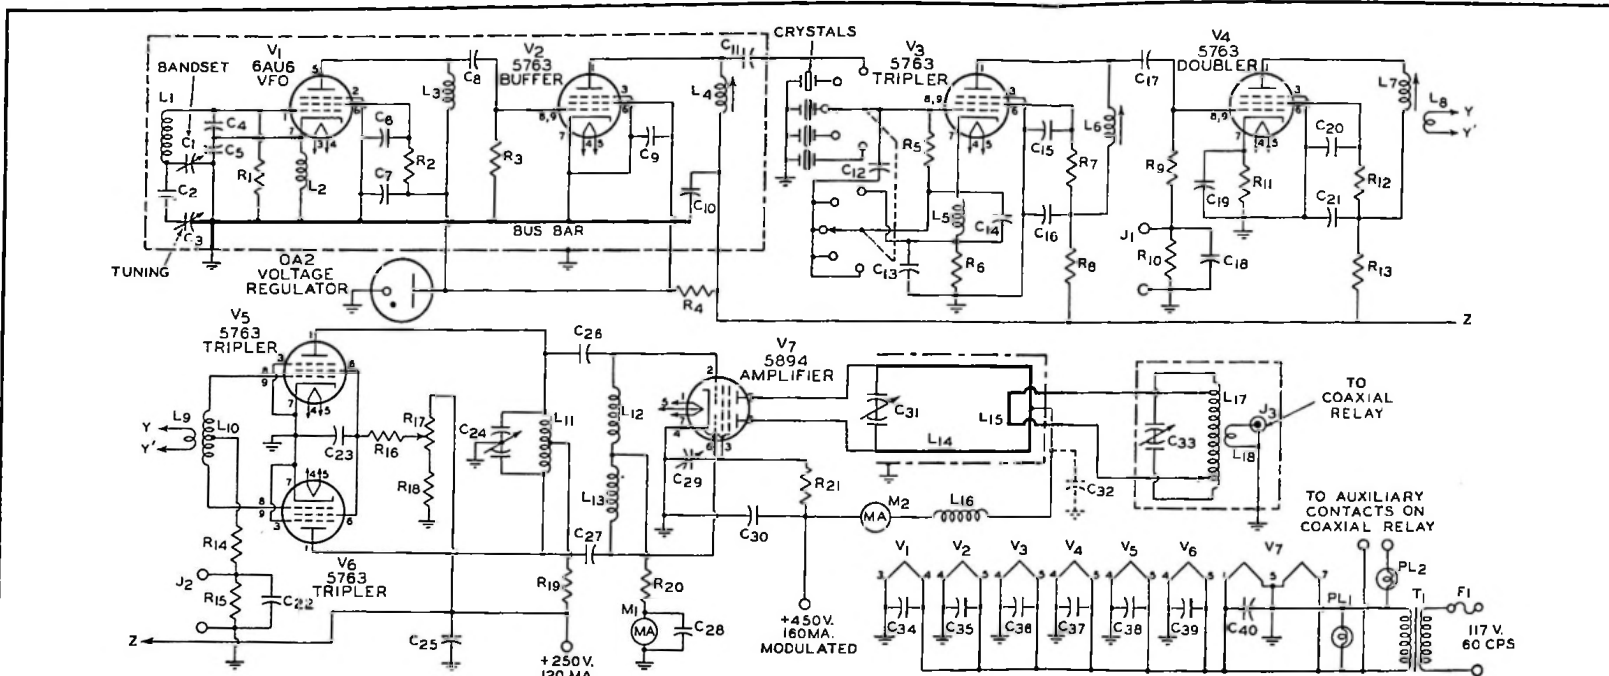 CRYSTALS
V1
6AU6
VFO
V2
5763
BUFFER
V3
5763
TRIPLER
V4
5763
DOUBLER
BANDSET
L1
C1
C2
C3
C4
C5
R1
L2
C6
C7
R2
L3
C8
R3
C9
C10
L4
C11
BUS BAR
TUNING
OA2
VOLTAGE
REGULATOR
R4
C12
C13
R5
L5
C14
R6
C15
C16
R7
R8
L6
C17
R9
J1
R10
C18
C19
R11
C20
C21
R12
R13
L7
L8
Y
Y'
Z
V5
5763
TRIPLER
L9
Y
Y'
L10
C23
R16
R17
R18
R14
J2
R15
C22
V6
5763
TRIPLER
Z
C25
C24
L11
C26
C27
R19
+250V.
L12
L13
R20
M1
MA
C28
V7
5894
AMPLIFIER
C29
C30
R21
+450V.
160MA.
MODULATED
MA
M2
L16
C31
L14
L15
C32
C33
L17
L18
J3
TO
COAXIAL
RELAY
TO AUXILIARY
CONTACTS ON
COAXIAL RELAY
V1
V2
V3
V4
V5
V6
V7
C34
C35
C36
C37
C38
C39
C40
PL1
PL2
T1
F1
117 V.
60 CPS